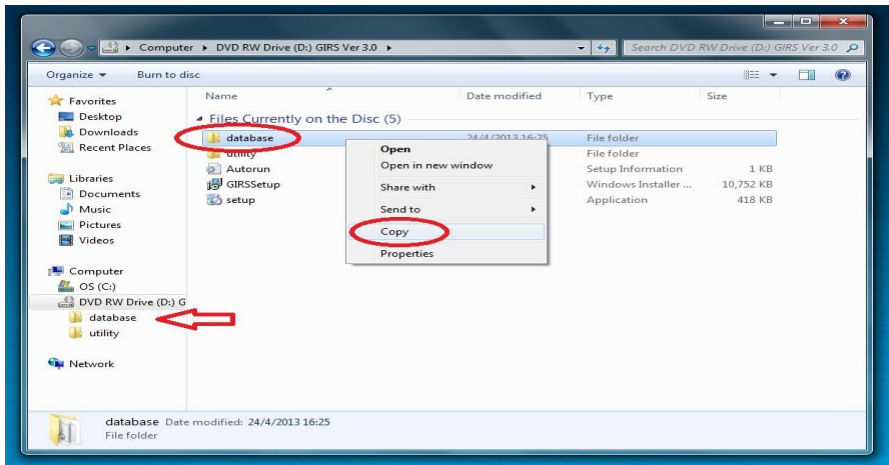 Computer ▸ DVD RW Drive (D:) GIRS Ver 3.0 ▸
Search DVD RW Drive (D:) GIRS Ver 3.0
Organize Burn to disc
Name Date modified Type Size
Favorites
Desktop
Downloads
Recent Places
Libraries
Documents
Music
Pictures
Videos
Computer
OS (C:)
DVD RW Drive (D:) G
database
utility
Network
Files Currently on the Disc (5)
database 24/4/2013 16:25 File folder
utility File folder
Autorun Setup Information 1 KB
GIRSSetup Windows Installer ... 10,752 KB
setup Application 418 KB
Open
Open in new window
Share with
Send to
Copy
Properties
database Date modified: 24/4/2013 16:25
File folder